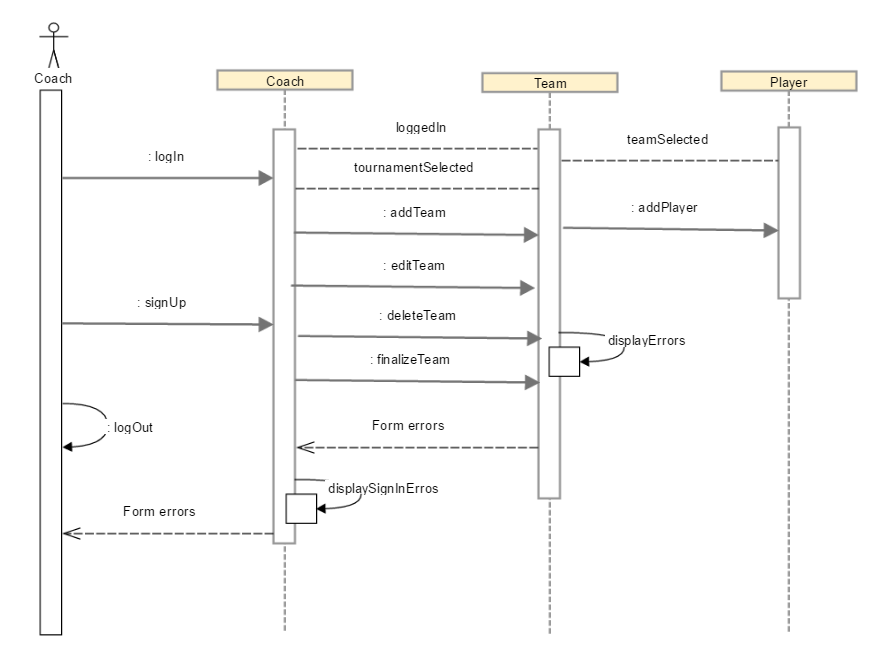 Coach
Coach
Team
Player
loggedIn
teamSelected
: logIn
tournamentSelected
: addTeam
: addPlayer
: editTeam
: signUp
: deleteTeam
displayErrors
: finalizeTeam
: logOut
Form errors
displaySignInErros
Form errors